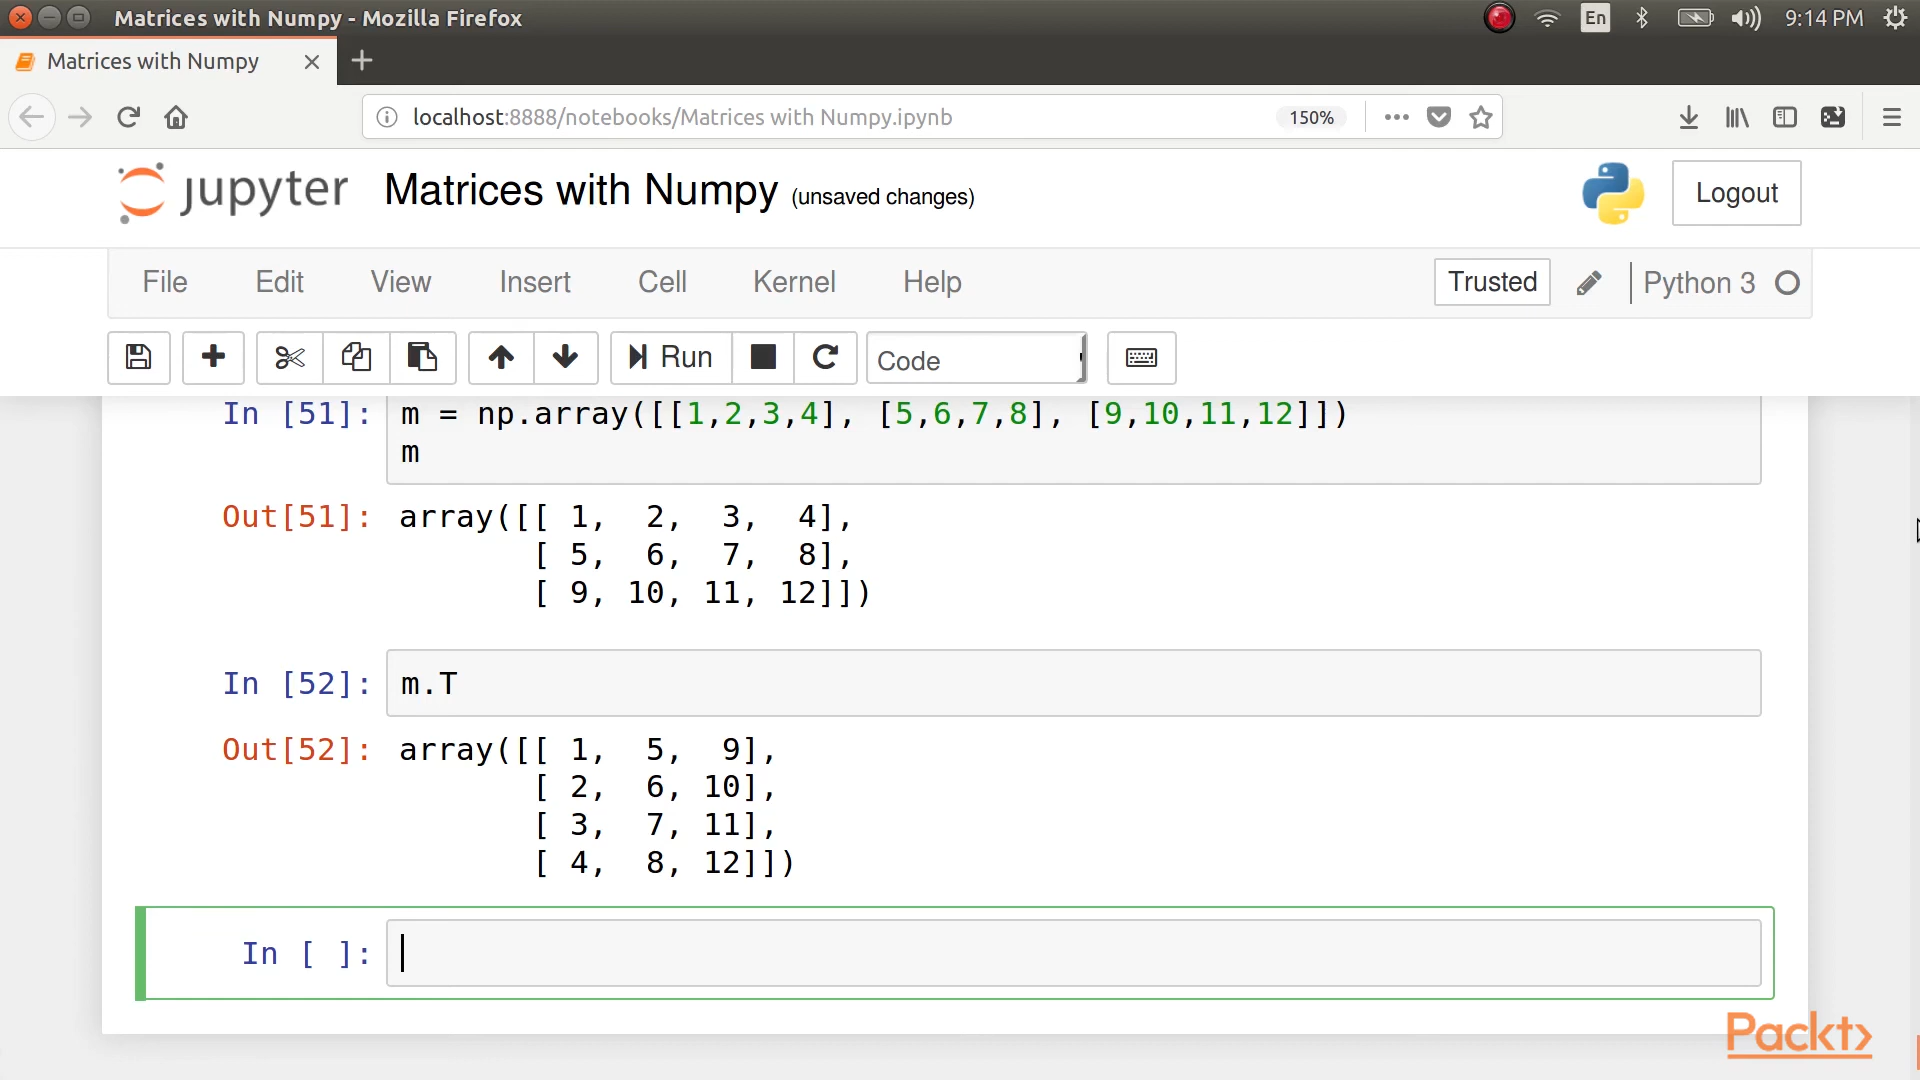 Matrices with Numpy - Mozilla Firefox
En
9:14 PM
Matrices with Numpy
localhost:8888/notebooks/Matrices with Numpy.ipynb
150%
jupyter
Matrices with Numpy (unsaved changes)
Logout
File Edit View Insert Cell Kernel Help
Trusted
Python 3
Run
Code
In [51]: m = np.array([[1,2,3,4], [5,6,7,8], [9,10,11,12]])
m
Out[51]: array([[ 1,  2,  3,  4],
[ 5,  6,  7,  8],
[ 9, 10, 11, 12]])
In [52]: m.T
Out[52]: array([[ 1,  5,  9],
[ 2,  6, 10],
[ 3,  7, 11],
[ 4,  8, 12]])
In [ ]:
Packt>